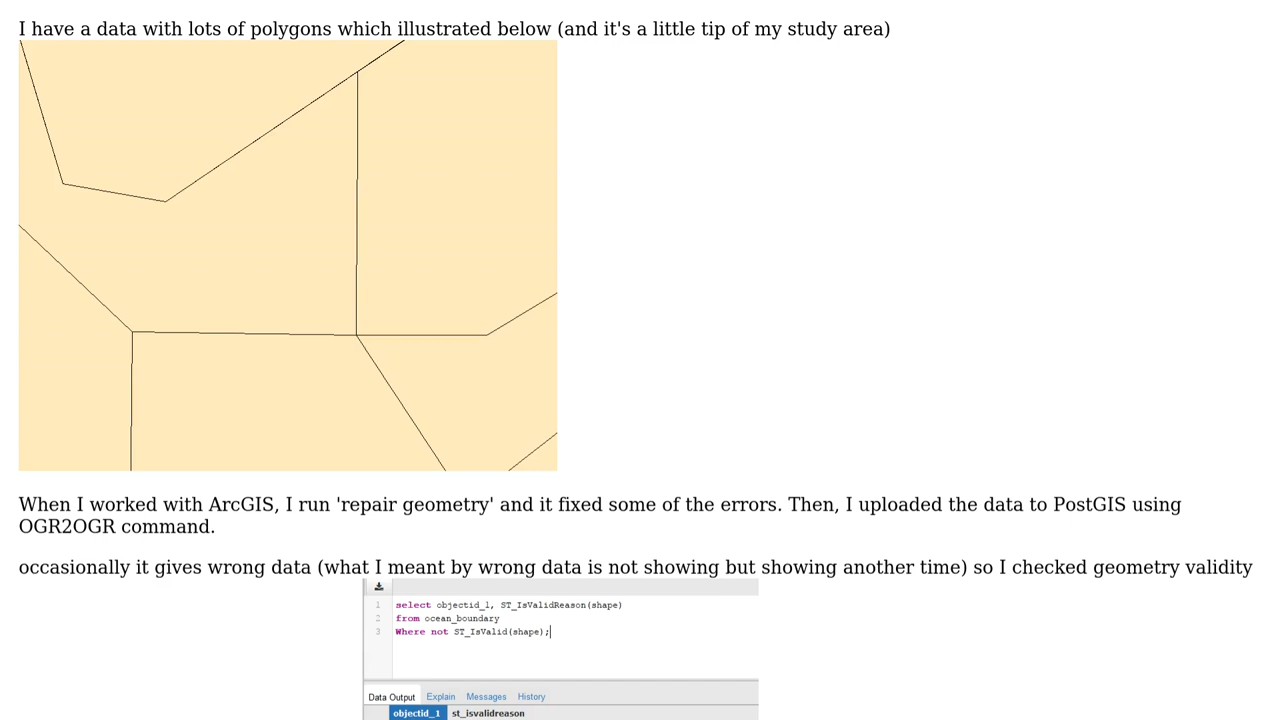 I have a data with lots of polygons which illustrated below (and it's a little tip of my study area)
When I worked with ArcGIS, I run 'repair geometry' and it fixed some of the errors. Then, I uploaded the data to PostGIS using
OGR2OGR command.
occasionally it gives wrong data (what I meant by wrong data is not showing but showing another time) so I checked geometry validity
1 select objectid_1, ST_IsValidReason(shape)
2 from ocean_boundary
3 Where not ST_IsValid(shape);
Data Output Explain Messages History
objectid_1 st_isvalidreason